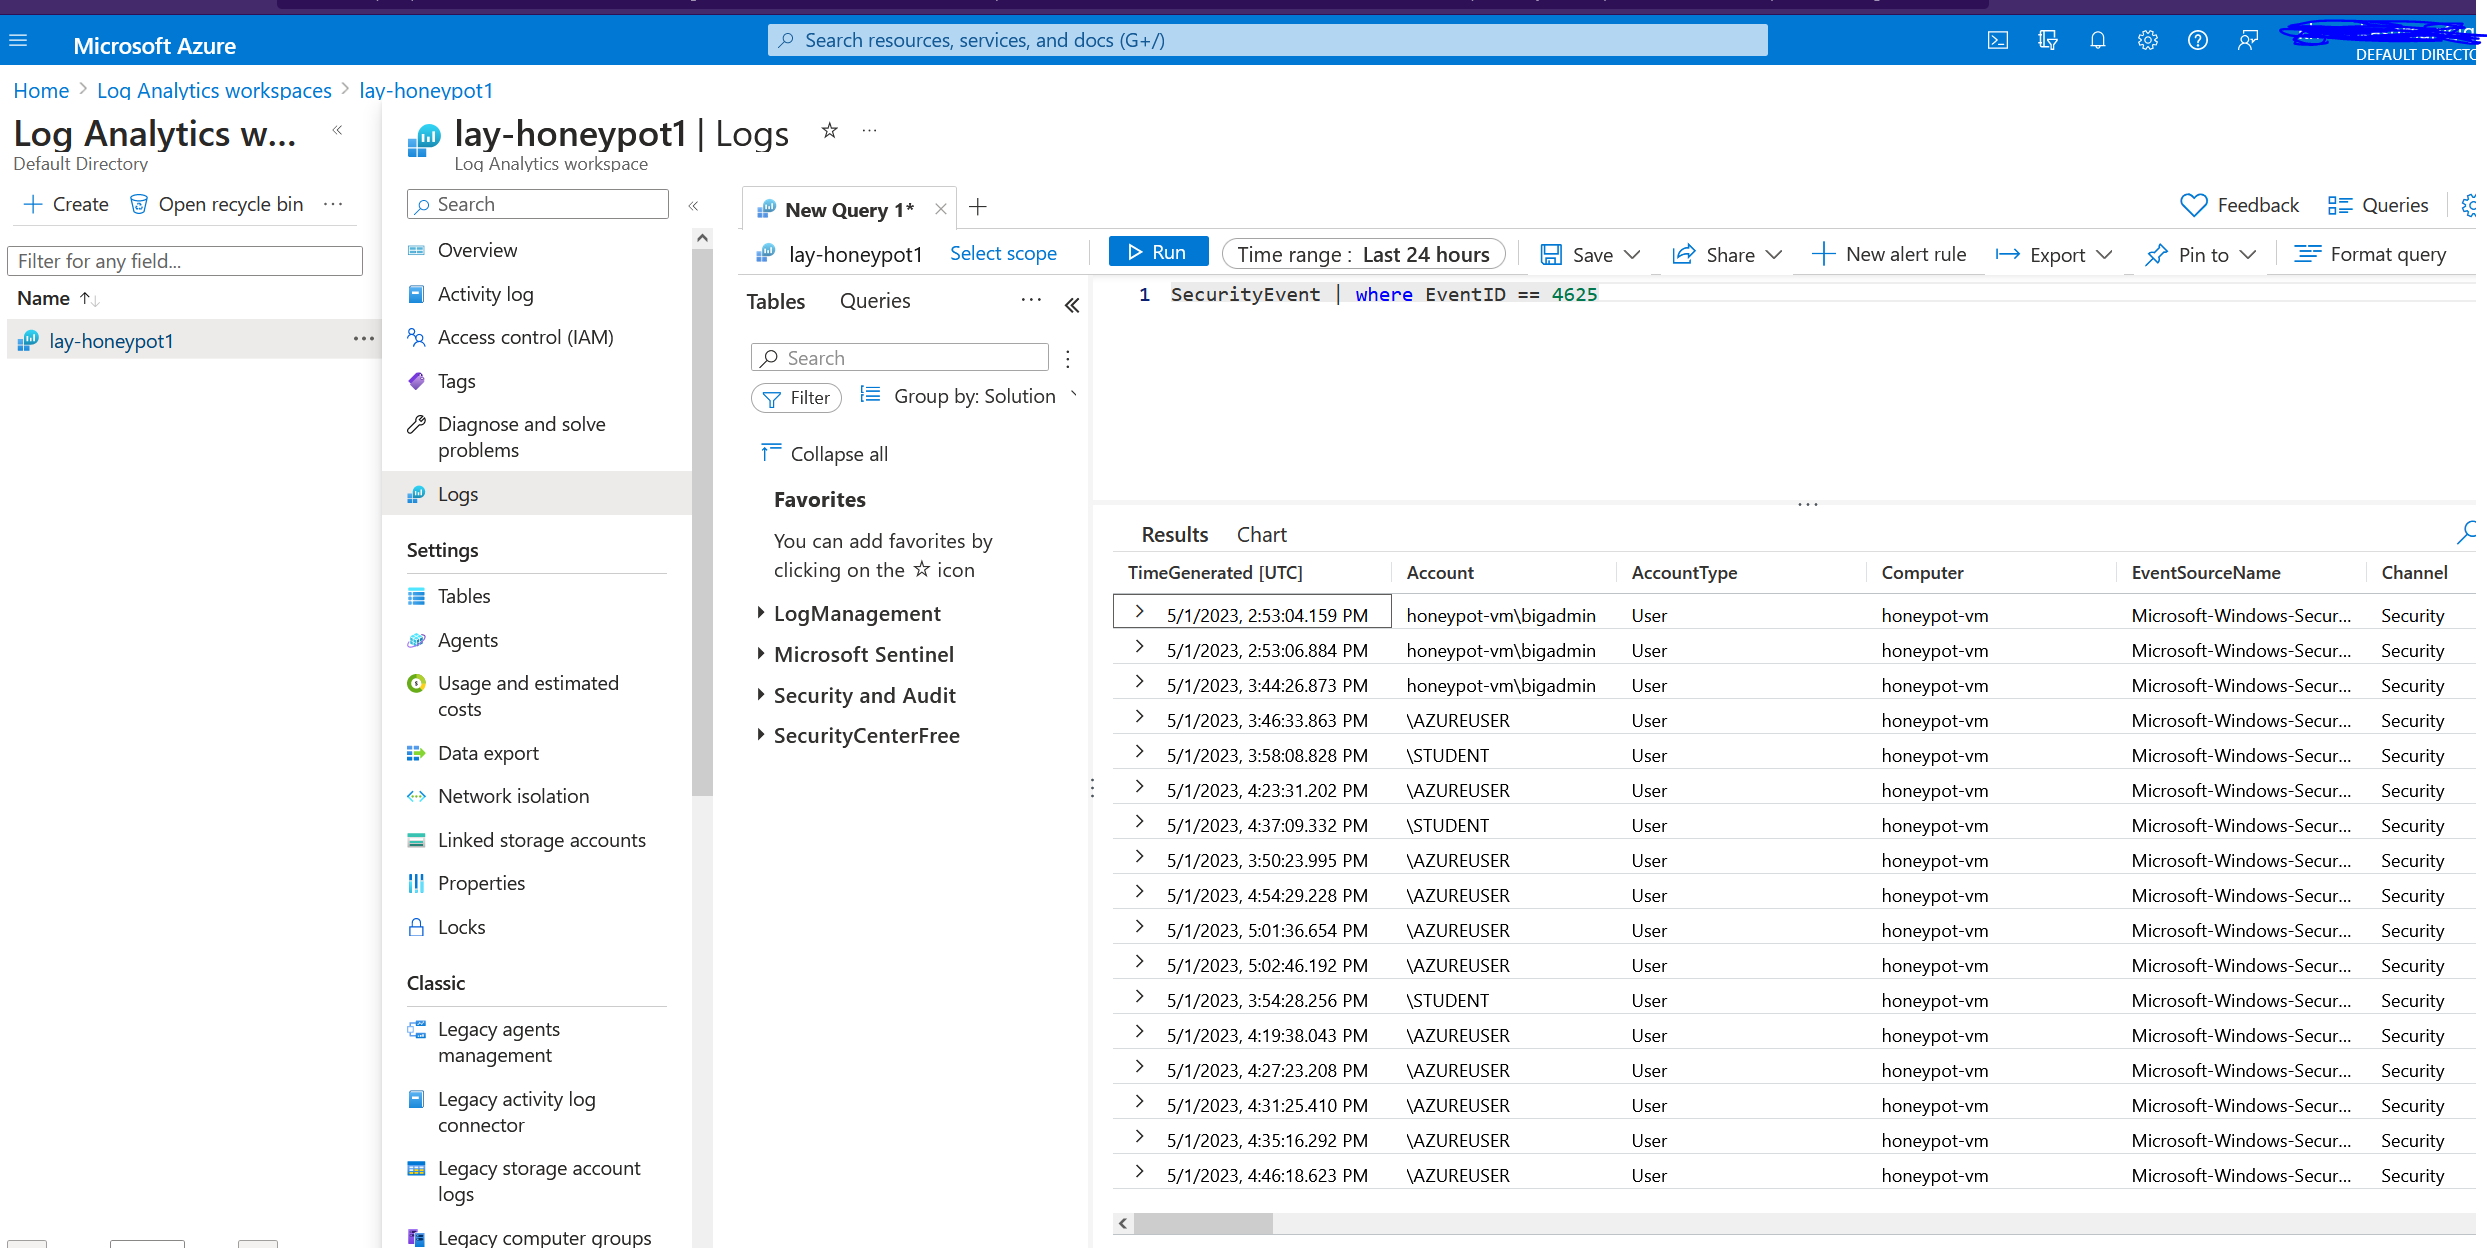 Microsoft Azure
Search resources, services, and docs (G+/)
DEFAULT DIRECTO
Home > Log Analytics workspaces > lay-honeypot1
Log Analytics w...
Default Directory
Create Open recycle bin ...
Filter for any field...
Name
lay-honeypot1 ...
lay-honeypot1 | Logs ...
Log Analytics workspace
Search
Overview
Activity log
Access control (IAM)
Tags
Diagnose and solve
problems
Logs
Settings
Tables
Agents
Usage and estimated
costs
Data export
Network isolation
Linked storage accounts
Properties
Locks
Classic
Legacy agents
management
Legacy activity log
connector
Legacy storage account
logs
Legacy computer groups
New Query 1*
Feedback Queries
lay-honeypot1 Select scope Run Time range : Last 24 hours Save Share New alert rule Export Pin to Format query
Tables Queries ...
Search
Filter Group by: Solution
Collapse all
Favorites
You can add favorites by
clicking on the ☆ icon
LogManagement
Microsoft Sentinel
Security and Audit
SecurityCenterFree
1 SecurityEvent | where EventID == 4625
Results Chart
TimeGenerated [UTC] Account AccountType Computer EventSourceName Channel
5/1/2023, 2:53:04.159 PM honeypot-vm\bigadmin User honeypot-vm Microsoft-Windows-Secur... Security
5/1/2023, 2:53:06.884 PM honeypot-vm\bigadmin User honeypot-vm Microsoft-Windows-Secur... Security
5/1/2023, 3:44:26.873 PM honeypot-vm\bigadmin User honeypot-vm Microsoft-Windows-Secur... Security
5/1/2023, 3:46:33.863 PM \AZUREUSER User honeypot-vm Microsoft-Windows-Secur... Security
5/1/2023, 3:58:08.828 PM \STUDENT User honeypot-vm Microsoft-Windows-Secur... Security
5/1/2023, 4:23:31.202 PM \AZUREUSER User honeypot-vm Microsoft-Windows-Secur... Security
5/1/2023, 4:37:09.332 PM \STUDENT User honeypot-vm Microsoft-Windows-Secur... Security
5/1/2023, 3:50:23.995 PM \AZUREUSER User honeypot-vm Microsoft-Windows-Secur... Security
5/1/2023, 4:54:29.228 PM \AZUREUSER User honeypot-vm Microsoft-Windows-Secur... Security
5/1/2023, 5:01:36.654 PM \AZUREUSER User honeypot-vm Microsoft-Windows-Secur... Security
5/1/2023, 5:02:46.192 PM \AZUREUSER User honeypot-vm Microsoft-Windows-Secur... Security
5/1/2023, 3:54:28.256 PM \STUDENT User honeypot-vm Microsoft-Windows-Secur... Security
5/1/2023, 4:19:38.043 PM \AZUREUSER User honeypot-vm Microsoft-Windows-Secur... Security
5/1/2023, 4:27:23.208 PM \AZUREUSER User honeypot-vm Microsoft-Windows-Secur... Security
5/1/2023, 4:31:25.410 PM \AZUREUSER User honeypot-vm Microsoft-Windows-Secur... Security
5/1/2023, 4:35:16.292 PM \AZUREUSER User honeypot-vm Microsoft-Windows-Secur... Security
5/1/2023, 4:46:18.623 PM \AZUREUSER User honeypot-vm Microsoft-Windows-Secur... Security